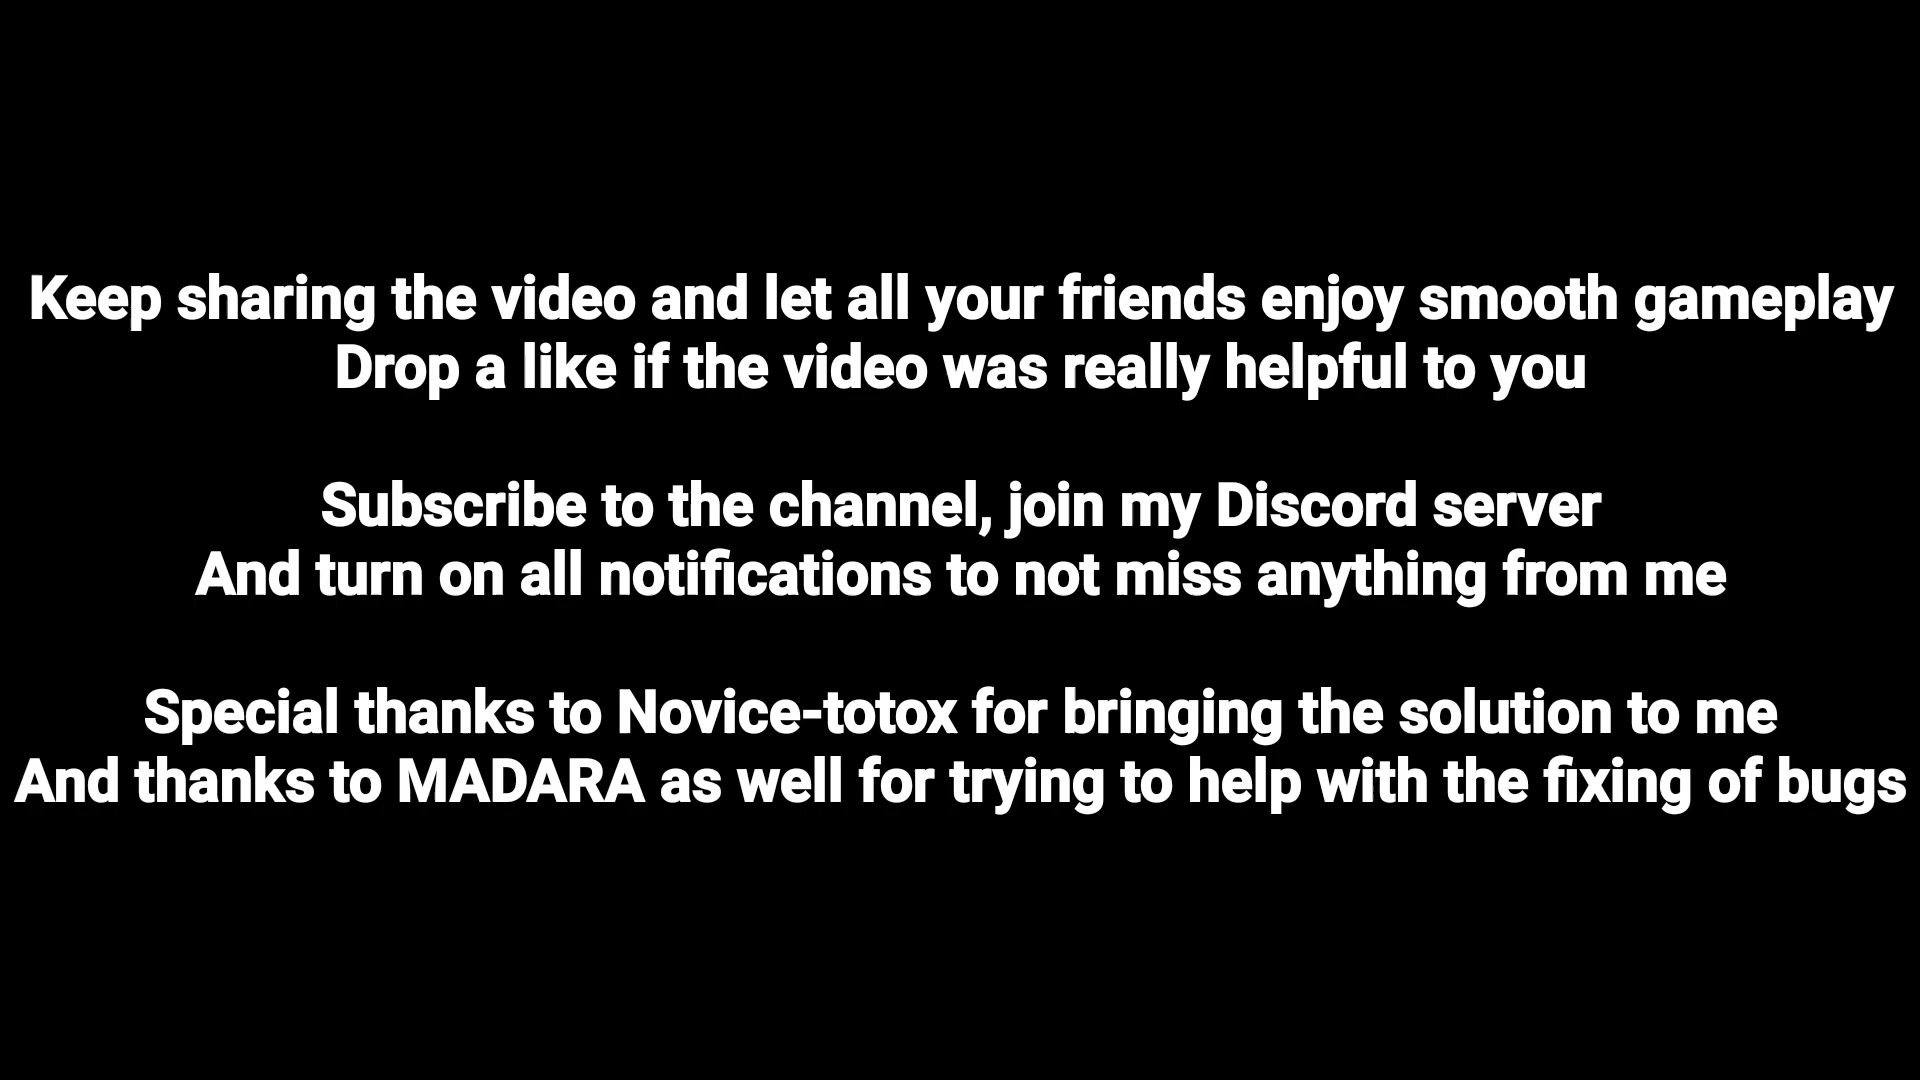 Keep sharing the video and let all your friends enjoy smooth gameplay
Drop a like if the video was really helpful to you
Subscribe to the channel, join my Discord server
And turn on all notifications to not miss anything from me
Special thanks to Novice-totox for bringing the solution to me
And thanks to MADARA as well for trying to help with the fixing of bugs